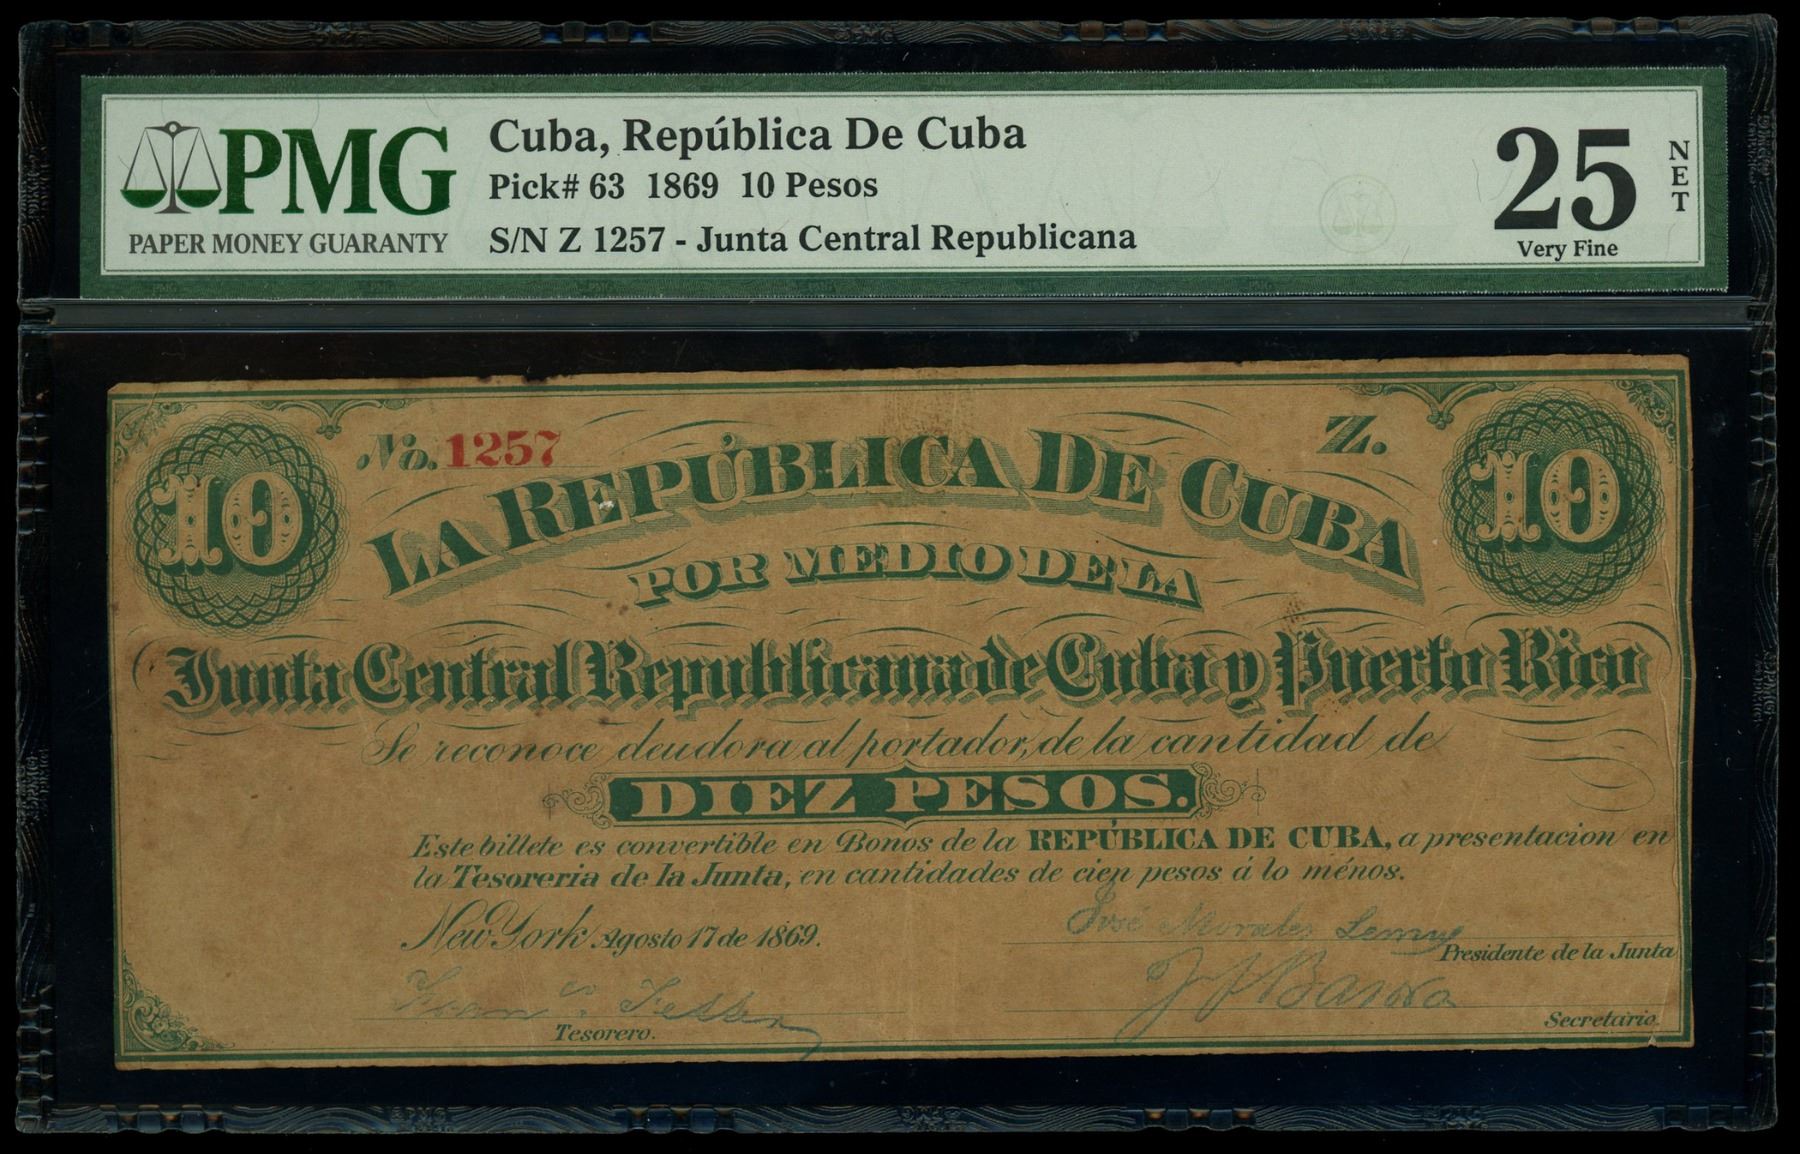 PMG
PAPER MONEY GUARANTY
Cuba, República De Cuba
Pick# 63 1869 10 Pesos
S/N Z 1257 - Junta Central Republicana
25 NET
Very Fine
No. 1257
Z.
10
10
LA REPÚBLICA DE CUBA
POR MEDIO DE LA
Junta Central Republicana de Cuba y Puerto Rico
Se reconoce deudora al portador, de la cantidad de
DIEZ PESOS.
Este billete es convertible en Bonos de la REPÚBLICA DE CUBA, a presentacion en
la Tesoreria de la Junta, en cantidades de cien pesos á lo ménos.
New York Agosto 17 de 1869.
José Morales Lemus
Presidente de la Junta
Tesorero.
Secretario.